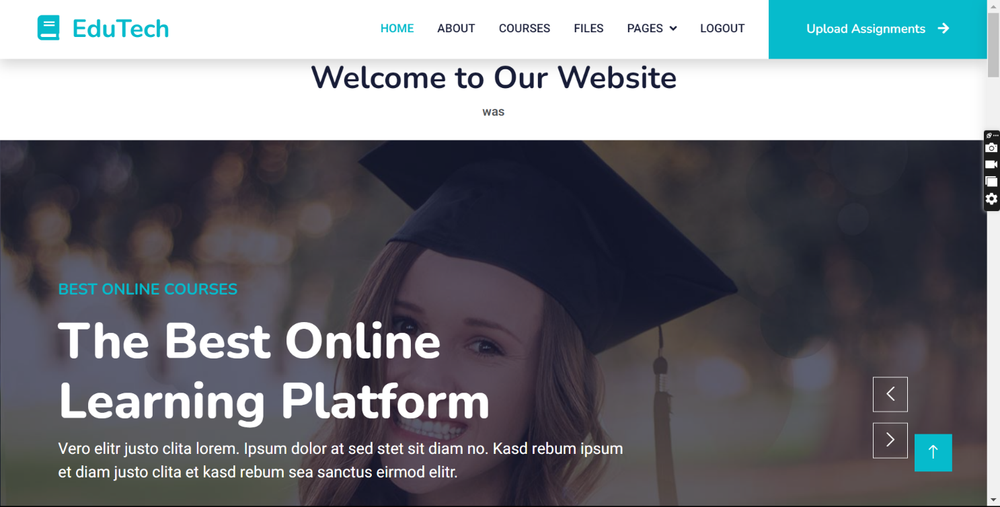 EduTech
HOME ABOUT COURSES FILES PAGES LOGOUT Upload Assignments
Welcome to Our Website
was
BEST ONLINE COURSES
The Best Online
Learning Platform
Vero elitr justo clita lorem. Ipsum dolor at sed stet sit diam no. Kasd rebum ipsum
et diam justo clita et kasd rebum sea sanctus eirmod elitr.